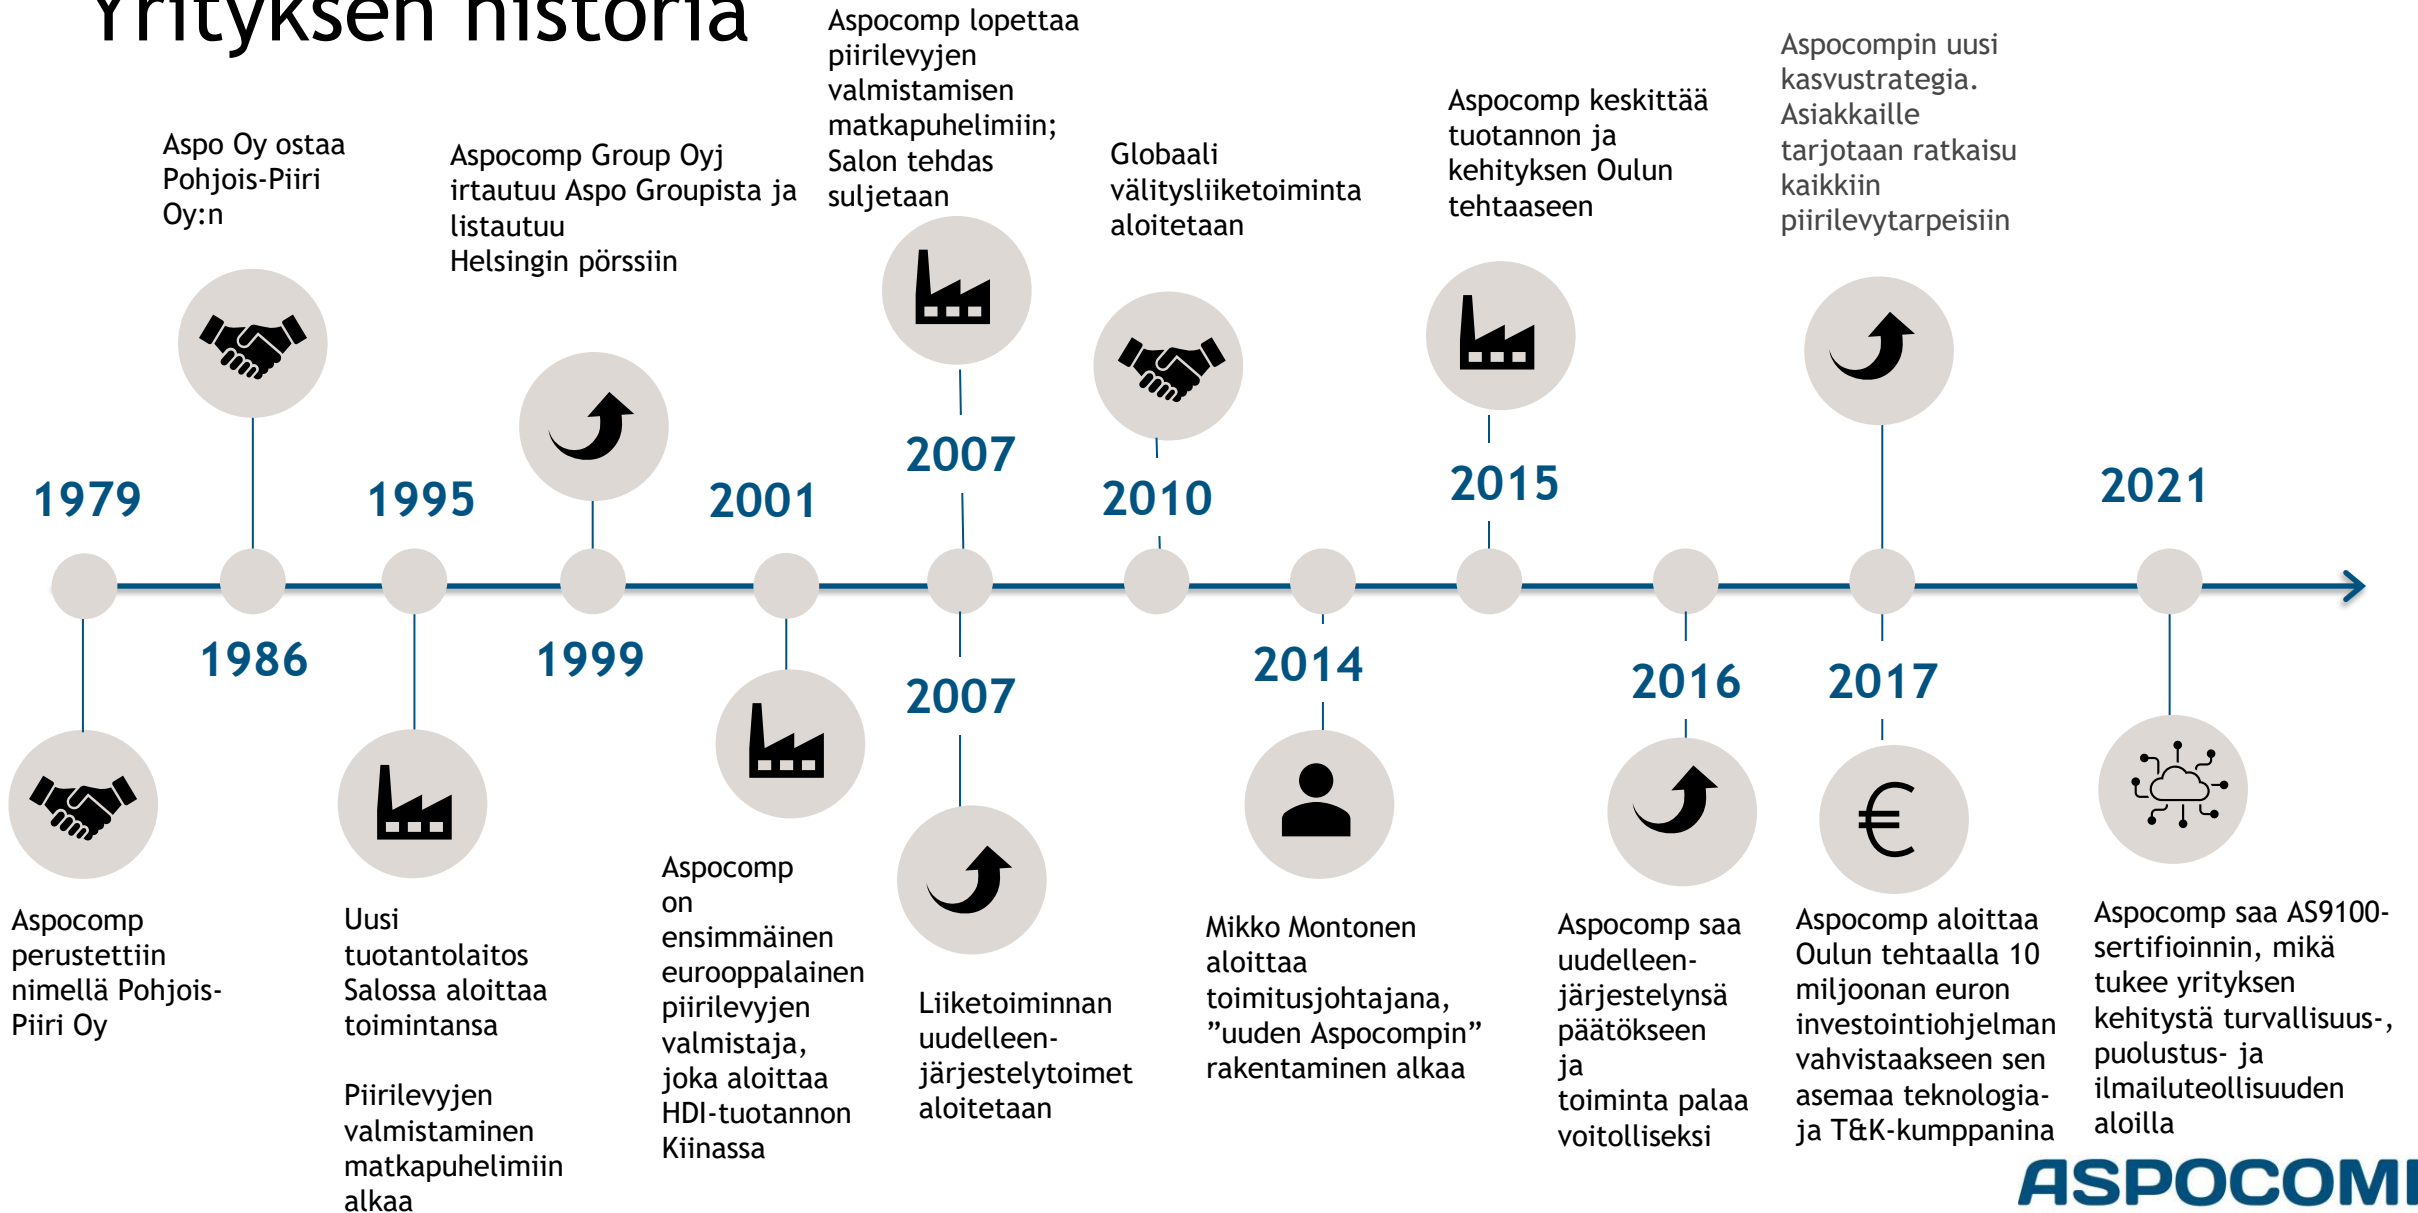 Yrityksen historia
Aspo Oy ostaa
Pohjois-Piiri
Oy:n
Aspocomp Group Oyj
irtautuu Aspo Groupista ja
listautuu
Helsingin pörssiin
Aspocomp lopettaa
piirilevyjen
valmistamisen
matkapuhelimiin;
Salon tehdas
suljetaan
Globaali
välitysliiketoiminta
aloitetaan
Aspocomp keskittää
tuotannon ja
kehityksen Oulun
tehtaaseen
Aspocompin uusi
kasvustrategia.
Asiakkaille
tarjotaan ratkaisu
kaikkiin
piirilevytarpeisiin
1979
1995
2001
2007
2010
2015
2021
1986
1999
2007
2014
2016
2017
€
Aspocomp
perustettiin
nimellä Pohjois-
Piiri Oy
Uusi
tuotantolaitos
Salossa aloittaa
toimintansa
Piirilevyjen
valmistaminen
matkapuhelimiin
alkaa
Aspocomp
on
ensimmäinen
eurooppalainen
piirilevyjen
valmistaja,
joka aloittaa
HDI-tuotannon
Kiinassa
Liiketoiminnan
uudelleen-
järjestelytoimet
aloitetaan
Mikko Montonen
aloittaa
toimitusjohtajana,
”uuden Aspocompin”
rakentaminen alkaa
Aspocomp saa
uudelleen-
järjestelynsä
päätökseen
ja
toiminta palaa
voitolliseksi
Aspocomp aloittaa
Oulun tehtaalla 10
miljoonan euron
investointiohjelman
vahvistaakseen sen
asemaa teknologia-
ja T&K-kumppanina
Aspocomp saa AS9100-
sertifioinnin, mikä
tukee yrityksen
kehitystä turvallisuus-,
puolustus- ja
ilmailuteollisuuden
aloilla
ASPOCOMP